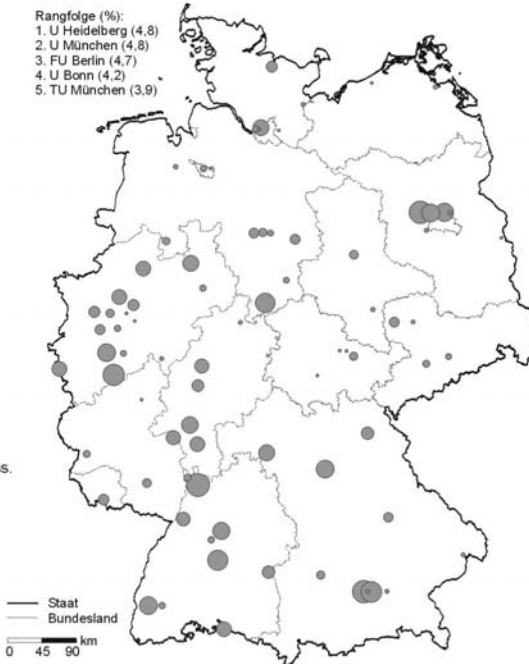 Rangfolge (%):
1. U Heidelberg (4,8)
2. U München (4,8)
3. FU Berlin (4,7)
4. U Bonn (4,2)
5. TU München (3,9)
s.
Staat
Bundesland
0 45 90 km